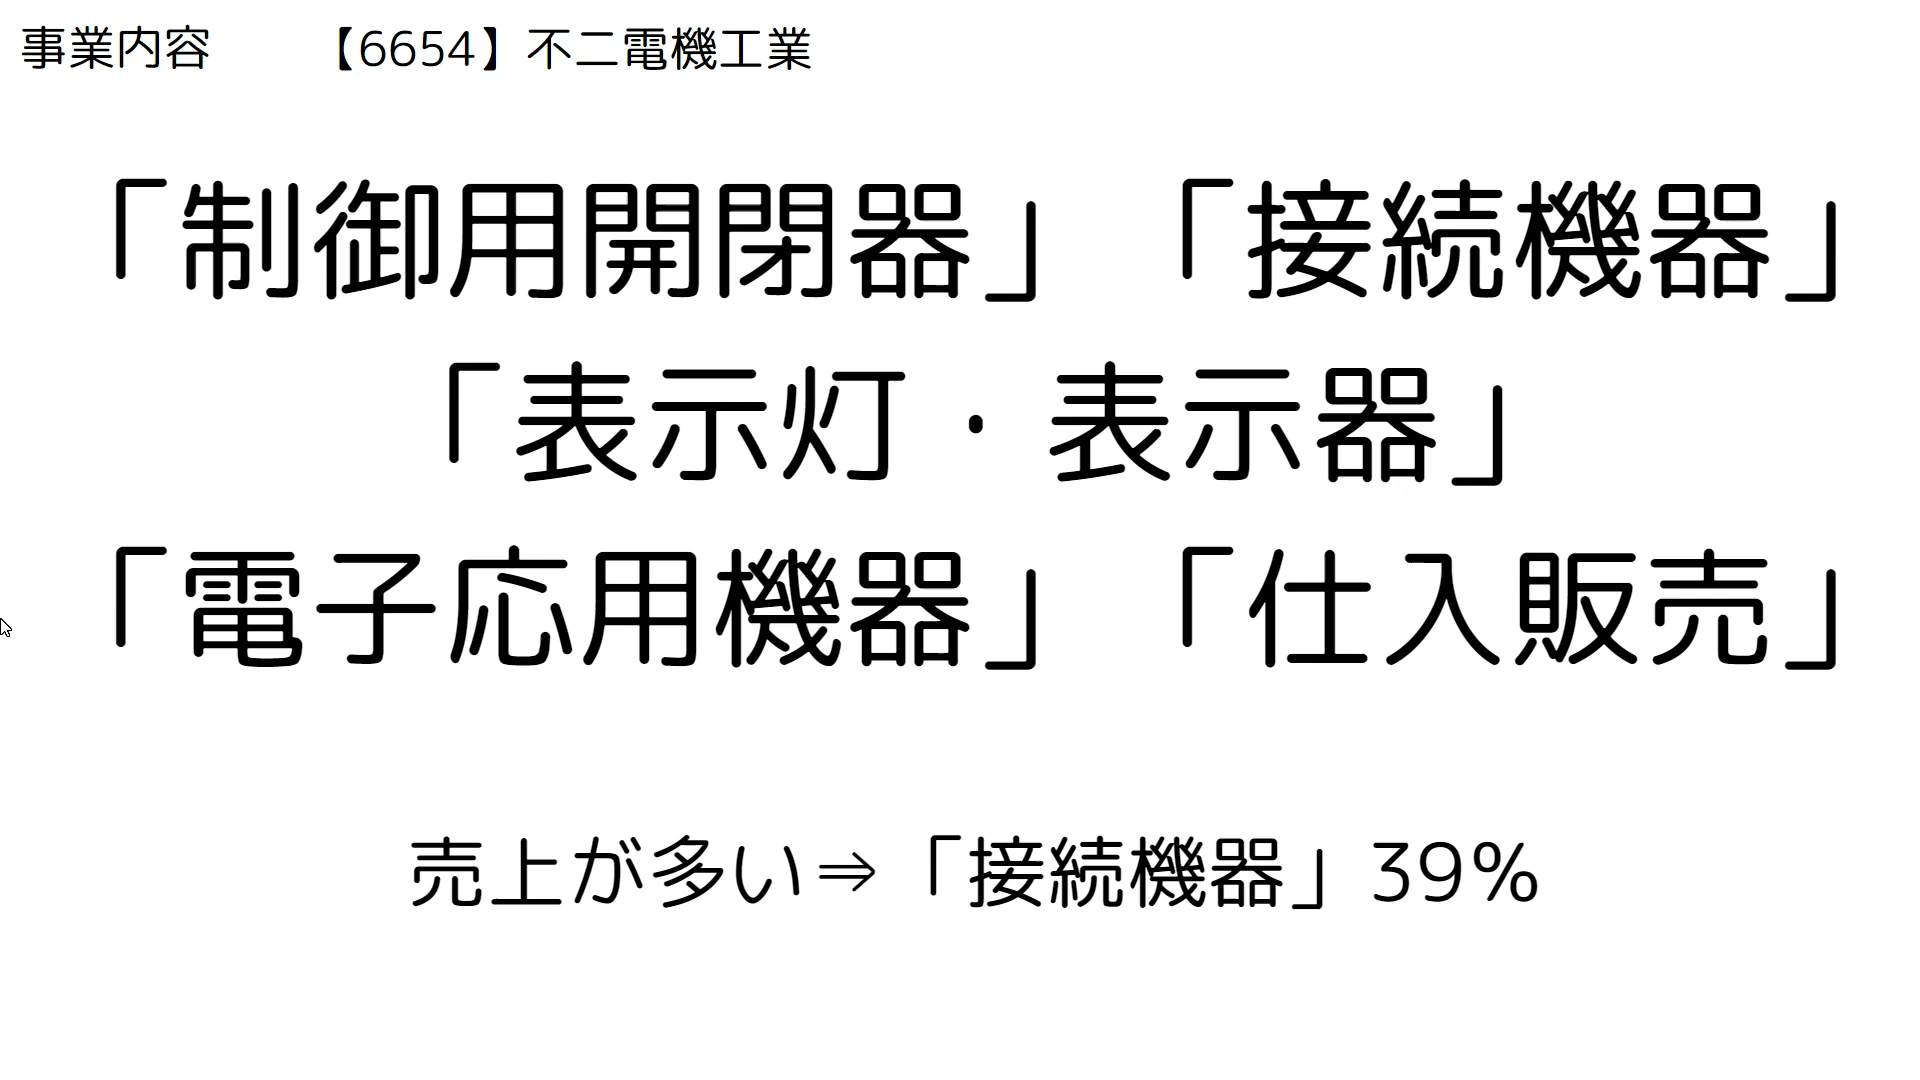 事業内容　　【6654】不二電機工業
「制御用開閉器」「接続機器」
「表示灯・表示器」
「電子応用機器」「仕入販売」
売上が多い⇒「接続機器」39%